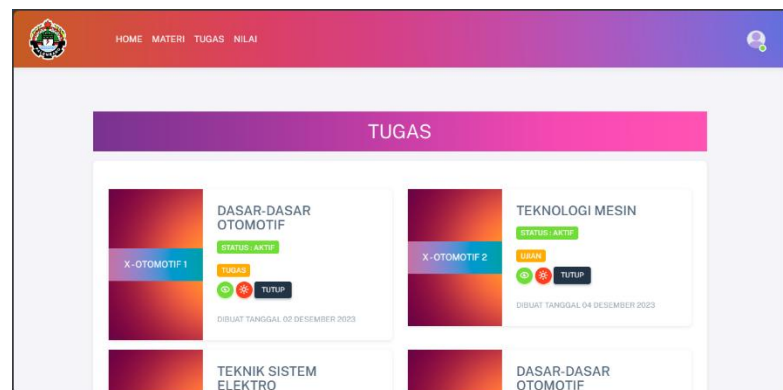 HOME MATERI TUGAS NILAI
TUGAS
X-OTOMOTIF 1
DASAR-DASAR
OTOMOTIF
STATUS : AKTIF
TUGAS
TUTUP
DIBUAT TANGGAL 02 DESEMBER 2023
X-OTOMOTIF 2
TEKNOLOGI MESIN
STATUS : AKTIF
UJIAN
TUTUP
DIBUAT TANGGAL 04 DESEMBER 2023
TEKNIK SISTEM
ELEKTRO
DASAR-DASAR
OTOMOTIF